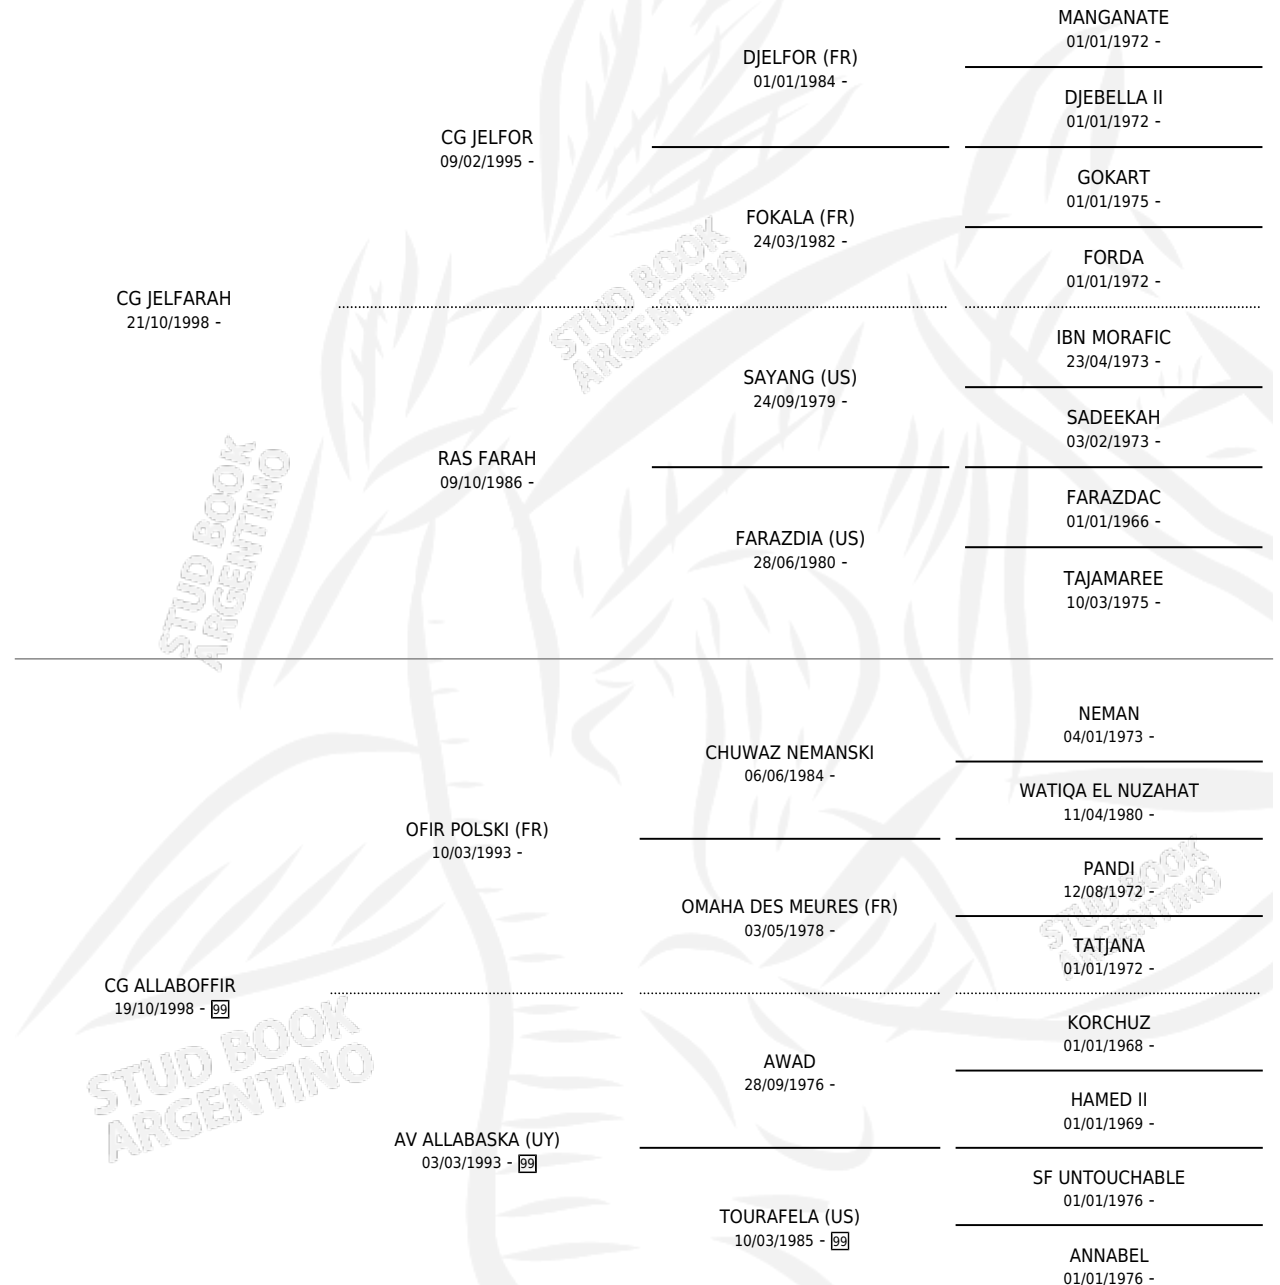 MANGANATE
01/01/1972 -
DJELFOR (FR)
01/01/1984 -
DJEBELLA II
01/01/1972 -
CG JELFOR
09/02/1995 -
GOKART
01/01/1975 -
FOKALA (FR)
24/03/1982 -
FORDA
01/01/1972 -
CG JELFARAH
21/10/1998 -
STUD BOOK
ARGENTINO
IBN MORAFIC
23/04/1973 -
SAYANG (US)
24/09/1979 -
SADEEKAH
03/02/1973 -
RAS FARAH
09/10/1986 -
FARAZDAC
01/01/1966 -
FARAZDIA (US)
28/06/1980 -
TAJAMAREE
10/03/1975 -
STUD BOOK
ARGENTINO
NEMAN
04/01/1973 -
CHUWAZ NEMANSKI
06/06/1984 -
WATIQA EL NUZAHAT
11/04/1980 -
OFIR POLSKI (FR)
10/03/1993 -
PANDI
12/08/1972 -
OMAHA DES MEURES (FR)
03/05/1978 -
TATJANA
01/01/1972 -
STUD BOOK
ARGENTINO
CG ALLABOFFIR
19/10/1998 - 99
KORCHUZ
01/01/1968 -
AWAD
28/09/1976 -
HAMED II
01/01/1969 -
STUD BOOK
ARGENTINO
AV ALLABASKA (UY)
03/03/1993 - 99
SF UNTOUCHABLE
01/01/1976 -
TOURAFELA (US)
10/03/1985 - 99
ANNABEL
01/01/1976 -